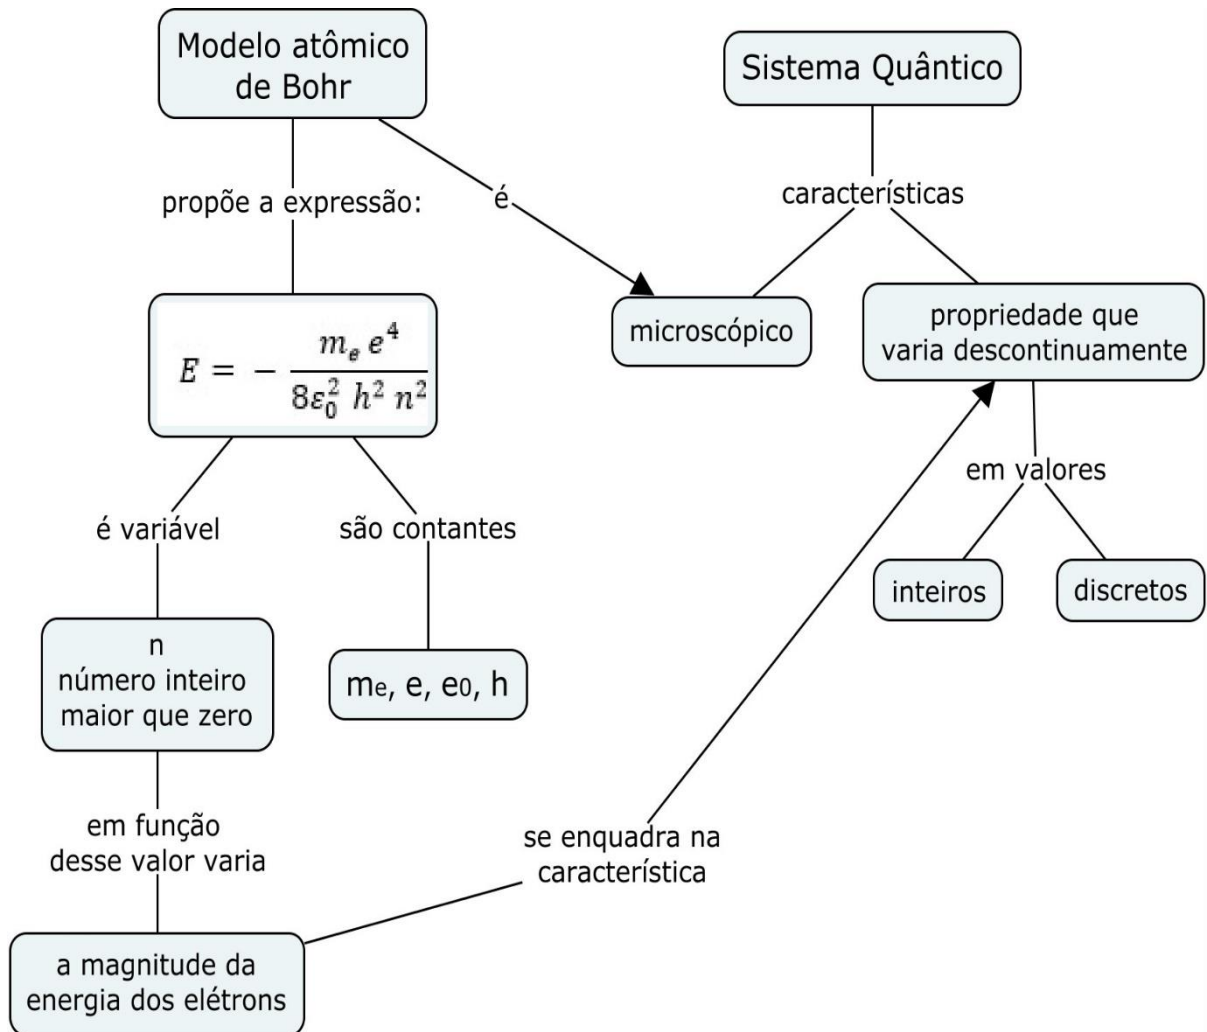 Modelo atômico
de Bohr
Sistema Quântico
propõe a expressão:
é
características
E = − mₑ e⁴ / 8ε₀² h² n²
microscópico
propriedade que
varia descontinuamente
é variável
são contantes
em valores
inteiros
discretos
n
número inteiro
maior que zero
me, e, e0, h
em função
desse valor varia
se enquadra na
característica
a magnitude da
energia dos elétrons